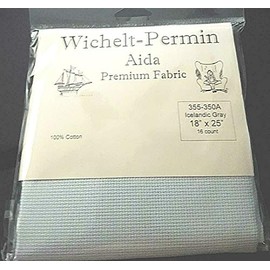 Wichelt-Permin
Aida
Premium Fabric
355-350A
Icelandic Gray
18" x 25"
16 count
100% Cotton